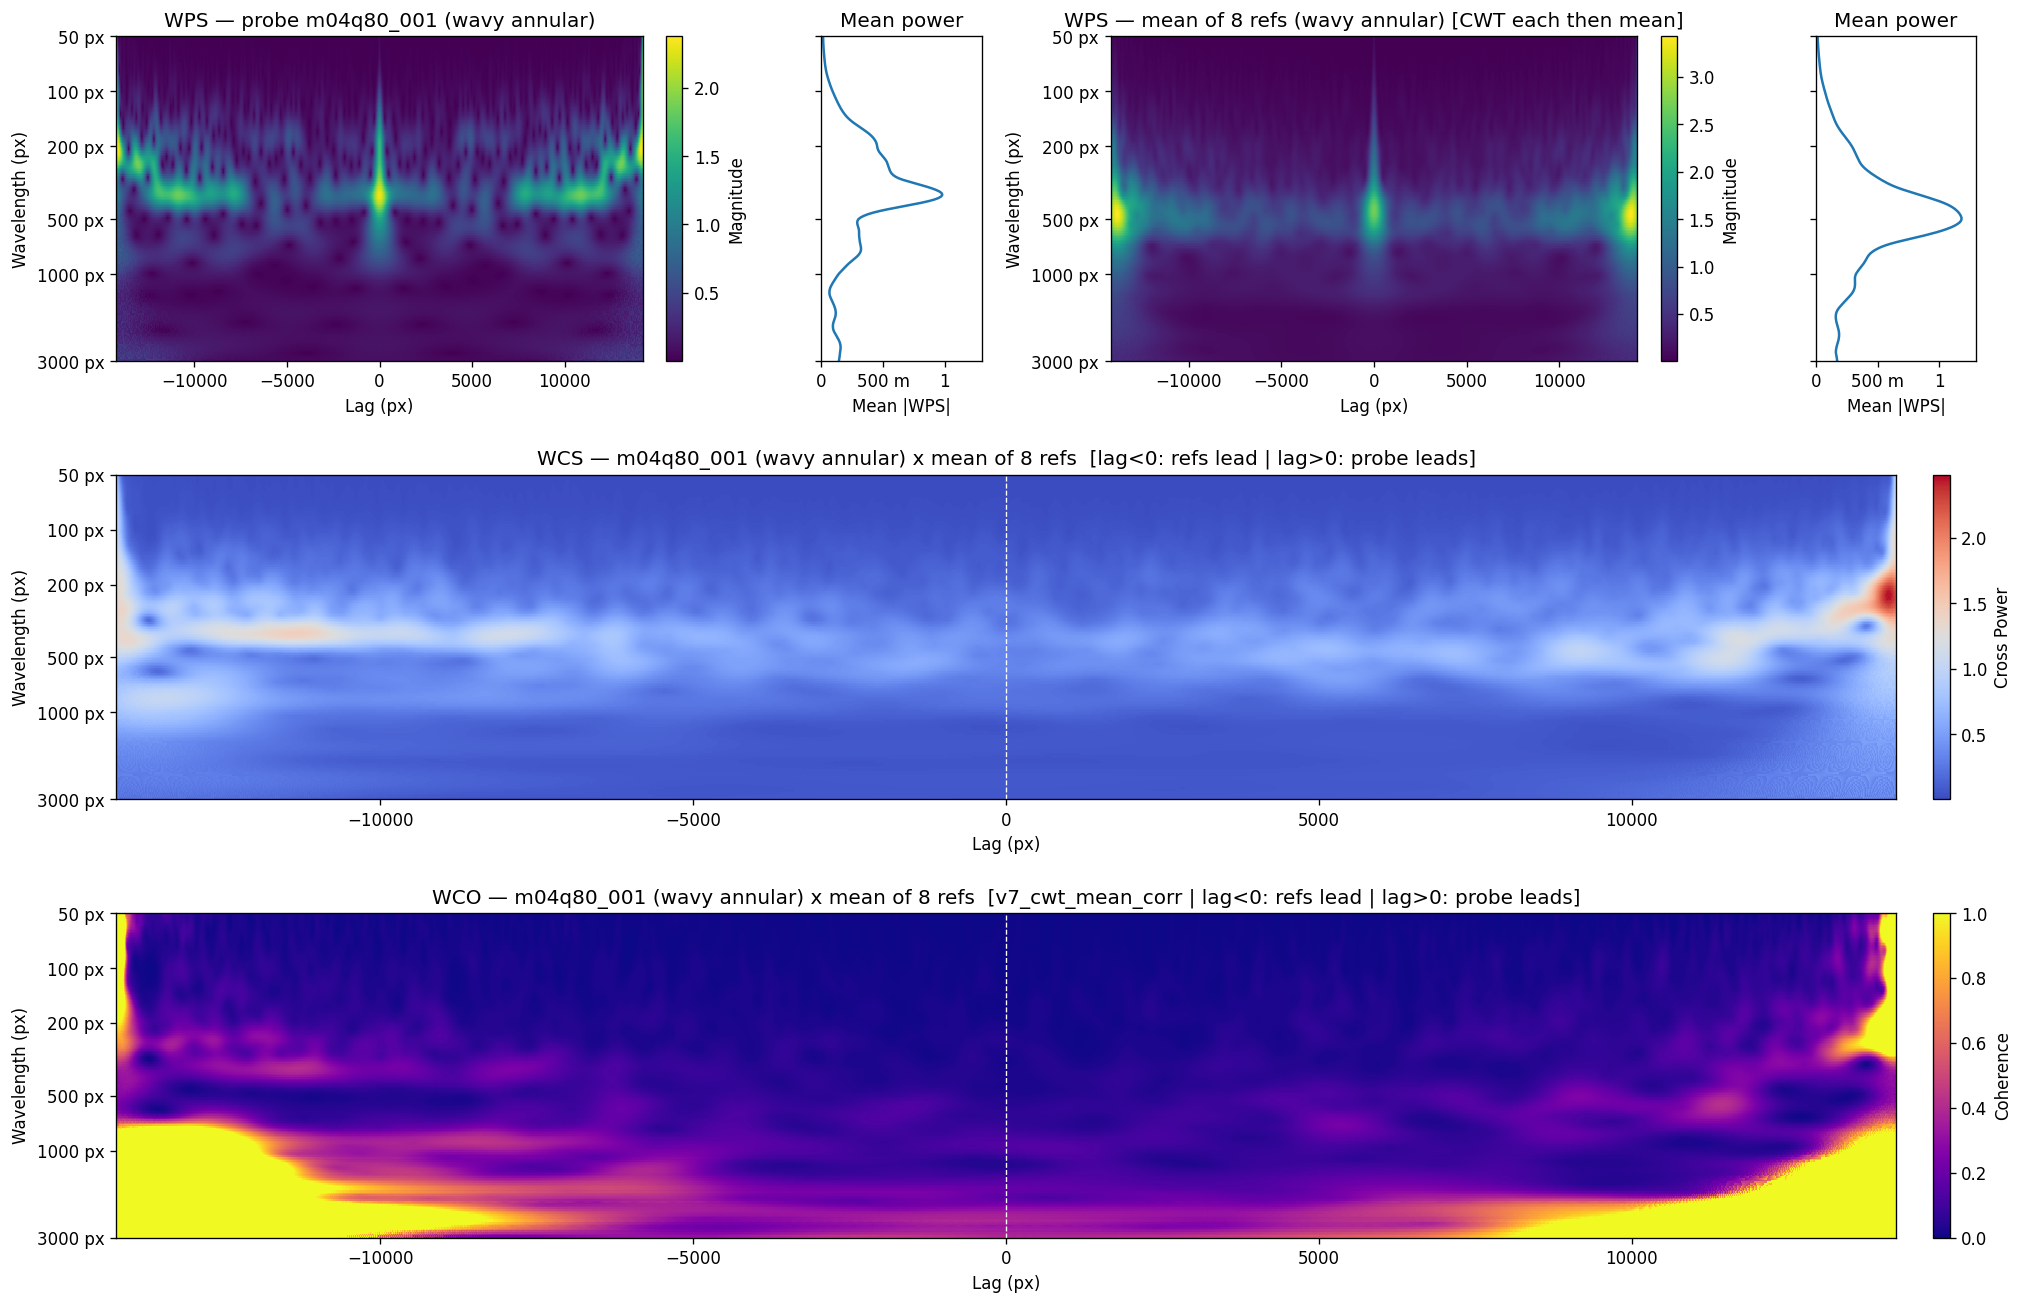 WPS — probe m04q80_001 (wavy annular)
Mean power
WPS — mean of 8 refs (wavy annular) [CWT each then mean]
Mean power
50 px
100 px
200 px
500 px
1000 px
3000 px
Wavelength (px)
−10000 −5000 0 5000 10000
Lag (px)
2.0
1.5
1.0
0.5
Magnitude
0 500 m 1
Mean |WPS|
50 px
100 px
200 px
500 px
1000 px
3000 px
Wavelength (px)
−10000 −5000 0 5000 10000
Lag (px)
3.0
2.5
2.0
1.5
1.0
0.5
Magnitude
0 500 m 1
Mean |WPS|
WCS — m04q80_001 (wavy annular) x mean of 8 refs [lag<0: refs lead | lag>0: probe leads]
50 px
100 px
200 px
500 px
1000 px
3000 px
Wavelength (px)
−10000 −5000 0 5000 10000
Lag (px)
2.0
1.5
1.0
0.5
Cross Power
WCO — m04q80_001 (wavy annular) x mean of 8 refs [v7_cwt_mean_corr | lag<0: refs lead | lag>0: probe leads]
50 px
100 px
200 px
500 px
1000 px
3000 px
Wavelength (px)
−10000 −5000 0 5000 10000
Lag (px)
1.0
0.8
0.6
0.4
0.2
0.0
Coherence